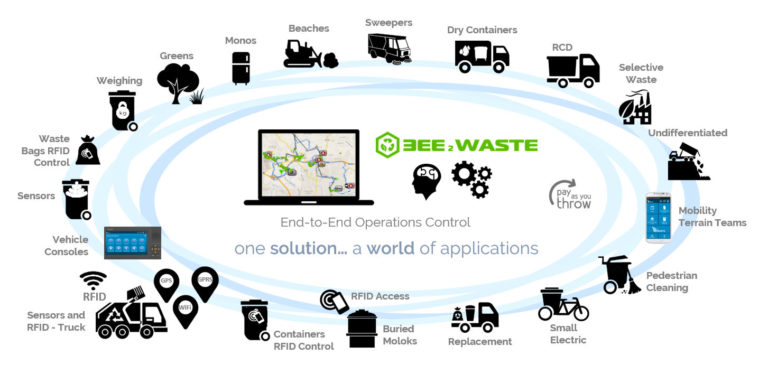 Beaches
Sweepers
Dry Containers
Monos
RCD
Greens
Selective
Waste
Weighing
Undifferentiated
Waste
Bags RFID
Control
BEE2WASTE
Sensors
pay
as you
throw
Mobility
Terrain Teams
End-to-End Operations Control
Vehicle
Consoles
one solution... a world of applications
Pedestrian
Cleaning
RFID
GPS
GPRS
WIFI
RFID Access
Sensors and
RFID - Truck
Containers
RFID Control
Buried
Moloks
Replacement
Small
Electric